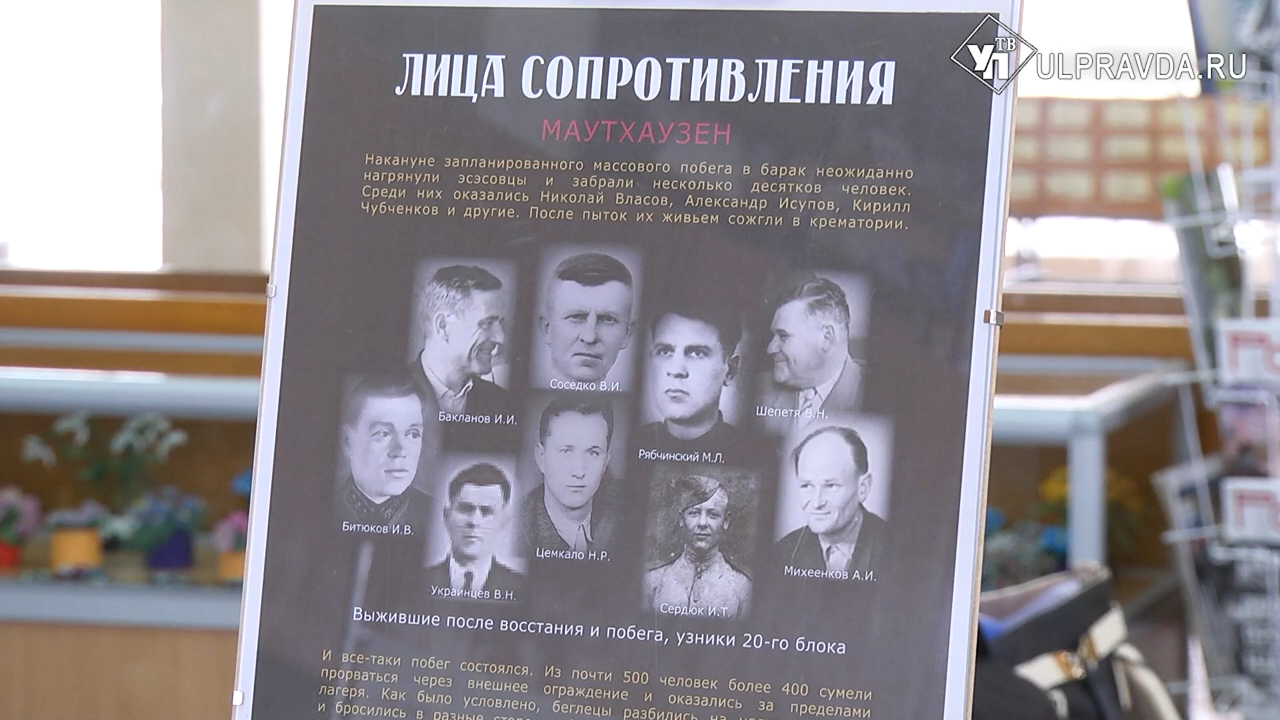 ЛИЦА СОПРОТИВЛЕНИЯ
УП ТВ ULPRAVDA.RU
МАУТХАУЗЕН
Накануне запланированного массового побега в барак неожиданно
нагрянули эсэсовцы и забрали несколько десятков человек.
Среди них оказались Николай Власов, Александр Исупов, Кирилл
Чубченков и другие. После пыток их живьем сожгли в крематории.
Бакланов И.И.
Соседко В.И.
Рябчинский М.Л.
Шепетя В.Н.
Битюков И.В.
Украинцев В.Н.
Цемкало Н.Р.
Сердюк И.Т.
Михеенков А.И.
Выжившие после восстания и побега, узники 20-го блока
И все-таки побег состоялся. Из почти 500 человек более 400 сумели
прорваться через внешнее ограждение и оказались за пределами
лагеря. Как было условлено, беглецы разбились на
и бросились в разные